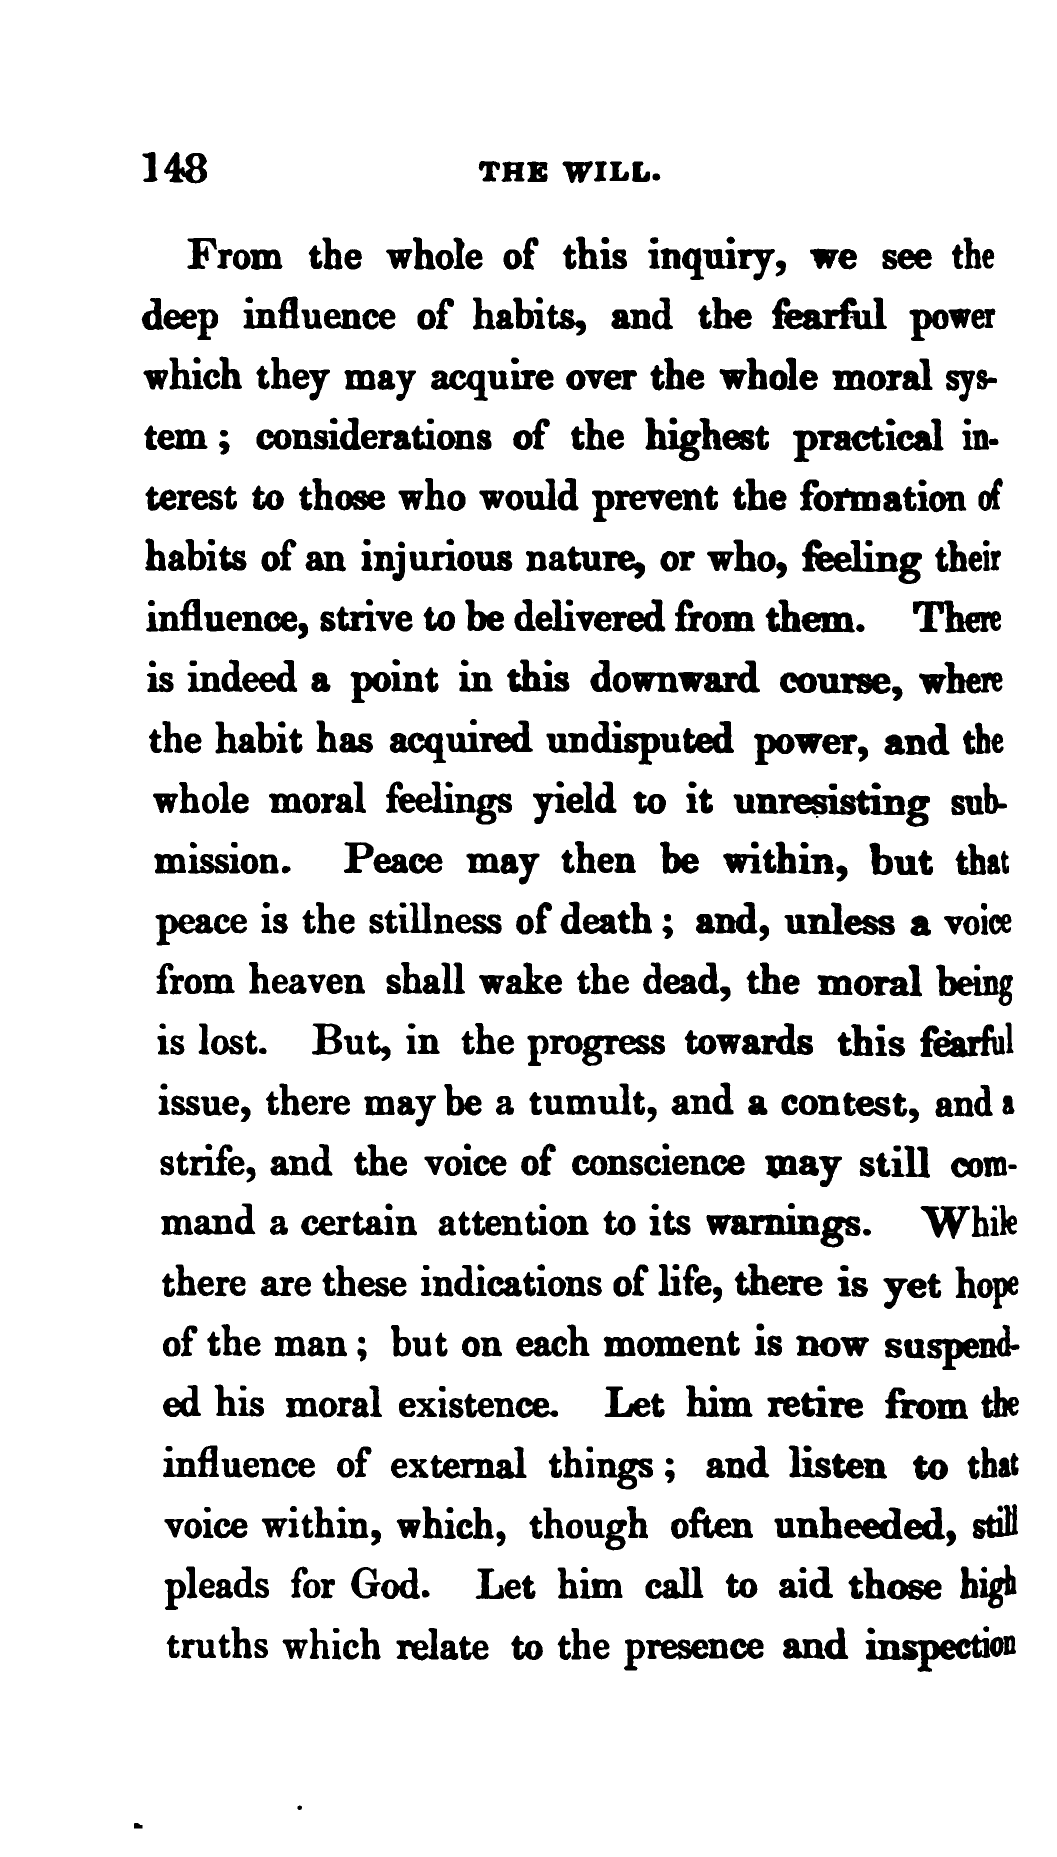 148 THE WILL.
From the whole of this inquiry, we see the
deep influence of habits, and the fearful power
which they may acquire over the whole moral sys-
tem ; considerations of the highest practical in-
terest to those who would prevent the formation of
habits of an injurious nature, or who, feeling their
influence, strive to be delivered from them. There
is indeed a point in this downward course, where
the habit has acquired undisputed power, and the
whole moral feelings yield to it unresisting sub-
mission. Peace may then be within, but that
peace is the stillness of death ; and, unless a voice
from heaven shall wake the dead, the moral being
is lost. But, in the progress towards this fearful
issue, there may be a tumult, and a contest, and a
strife, and the voice of conscience may still com-
mand a certain attention to its warnings. While
there are these indications of life, there is yet hope
of the man ; but on each moment is now suspend-
ed his moral existence. Let him retire from the
influence of external things ; and listen to that
voice within, which, though often unheeded, still
pleads for God. Let him call to aid those high
truths which relate to the presence and inspection